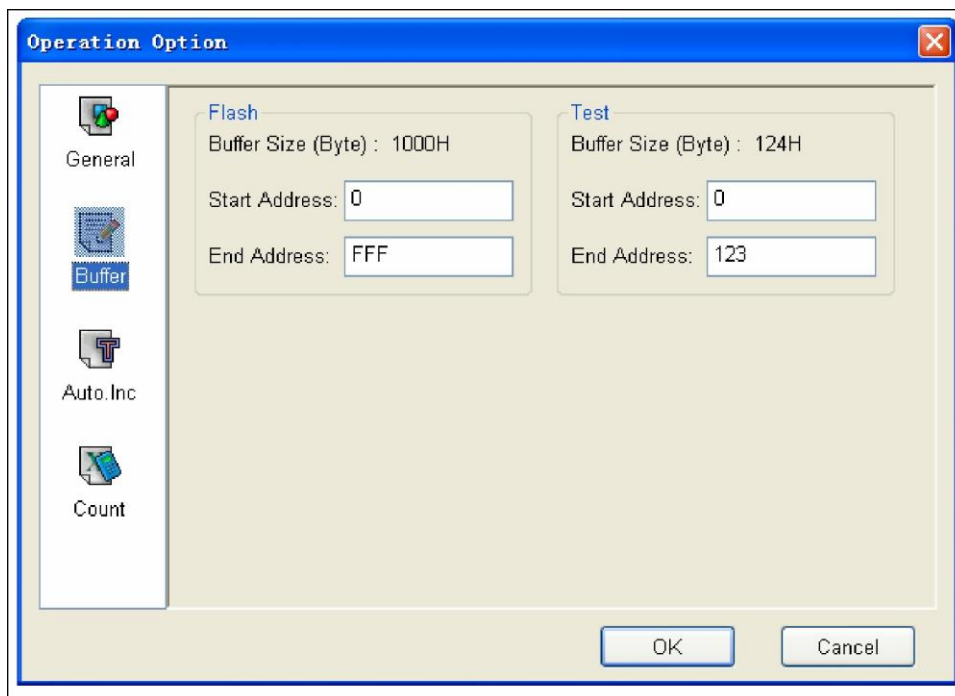 Operation Option
General
Buffer
Auto.Inc
Count
Flash
Buffer Size (Byte) : 1000H
Start Address: 0
End Address: FFF
Test
Buffer Size (Byte) : 124H
Start Address: 0
End Address: 123
OK
Cancel